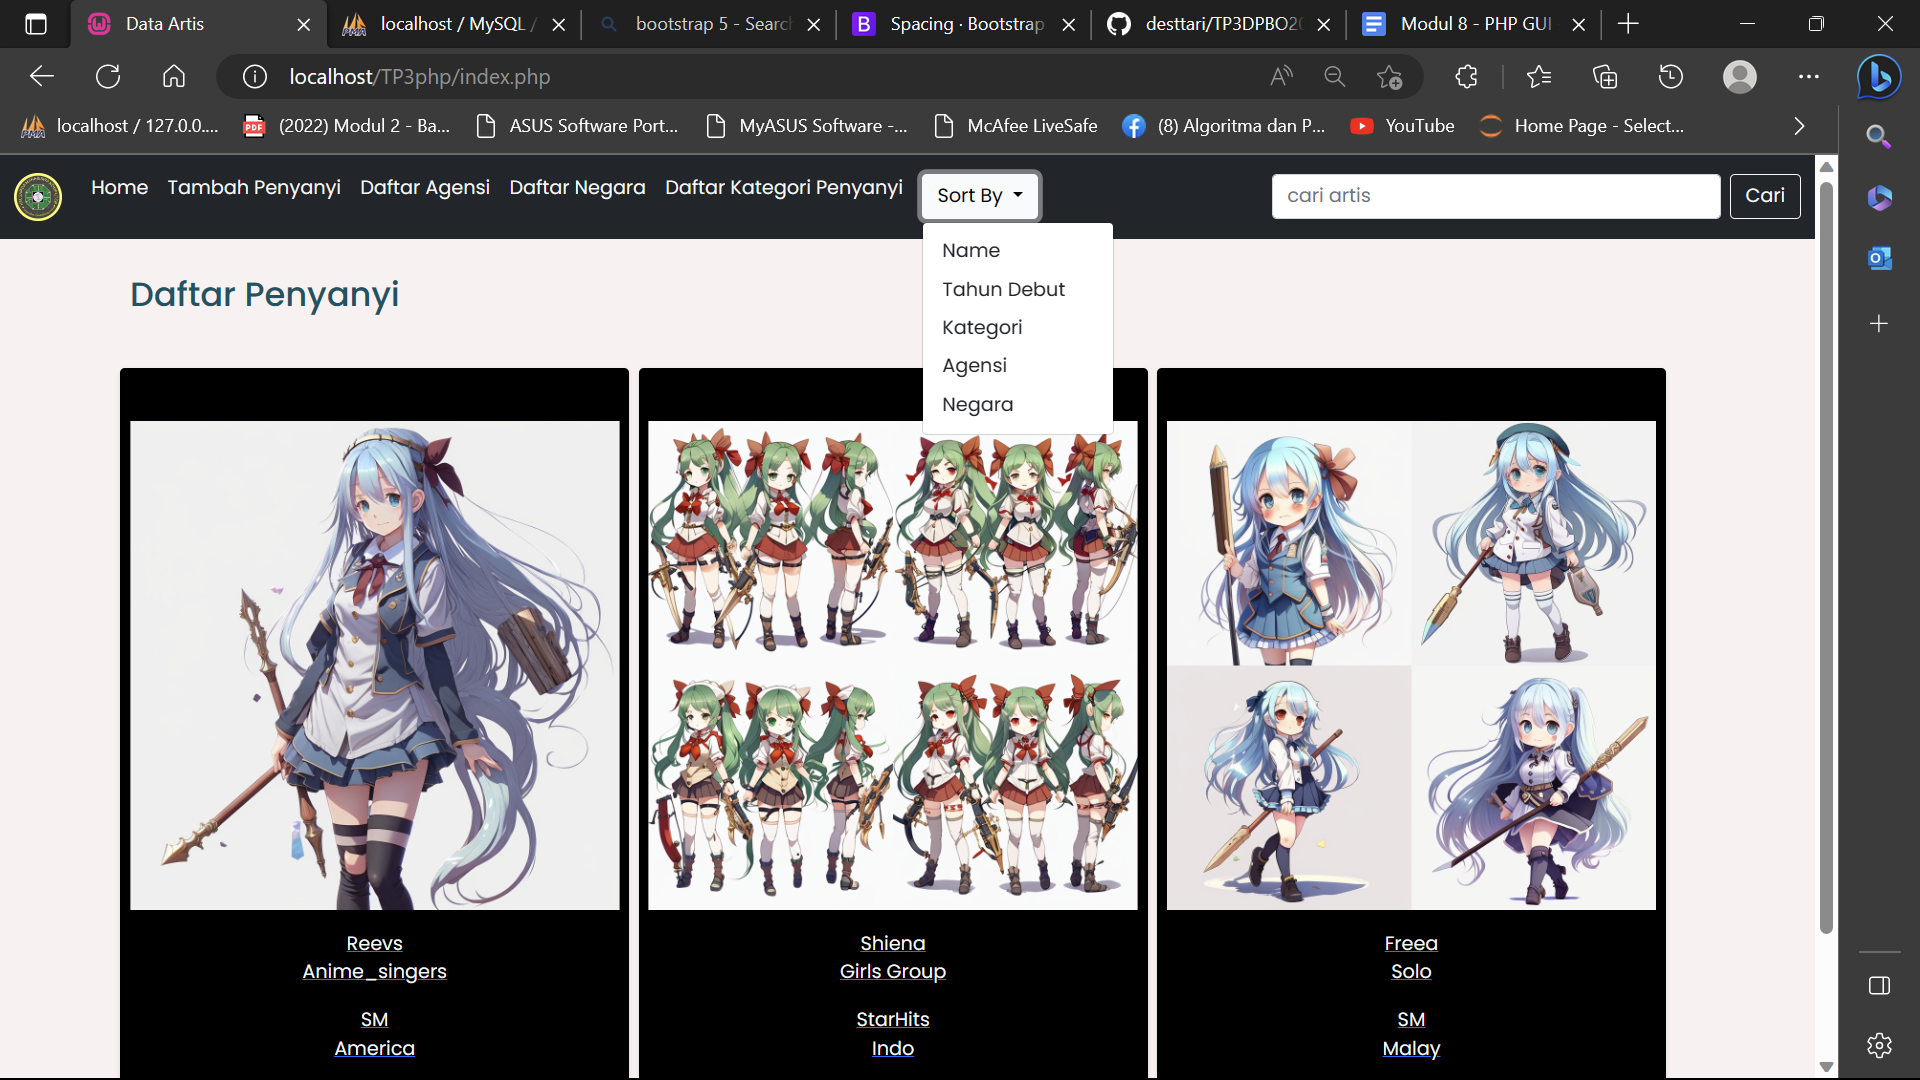 Data Artis
localhost / MySQL /
bootstrap 5 - Search
Spacing · Bootstrap
desttari/TP3DPBO20
Modul 8 - PHP GUI
localhost/TP3php/index.php
localhost / 127.0.0....
PDF (2022) Modul 2 - Ba...
ASUS Software Port...
MyASUS Software -...
McAfee LiveSafe
(8) Algoritma dan P...
YouTube
Home Page - Select...
Home
Tambah Penyanyi
Daftar Agensi
Daftar Negara
Daftar Kategori Penyanyi
Sort By
cari artis
Cari
Name
Tahun Debut
Kategori
Agensi
Negara
Daftar Penyanyi
Reevs
Anime_singers
SM
America
Shiena
Girls Group
StarHits
Indo
Freea
Solo
SM
Malay